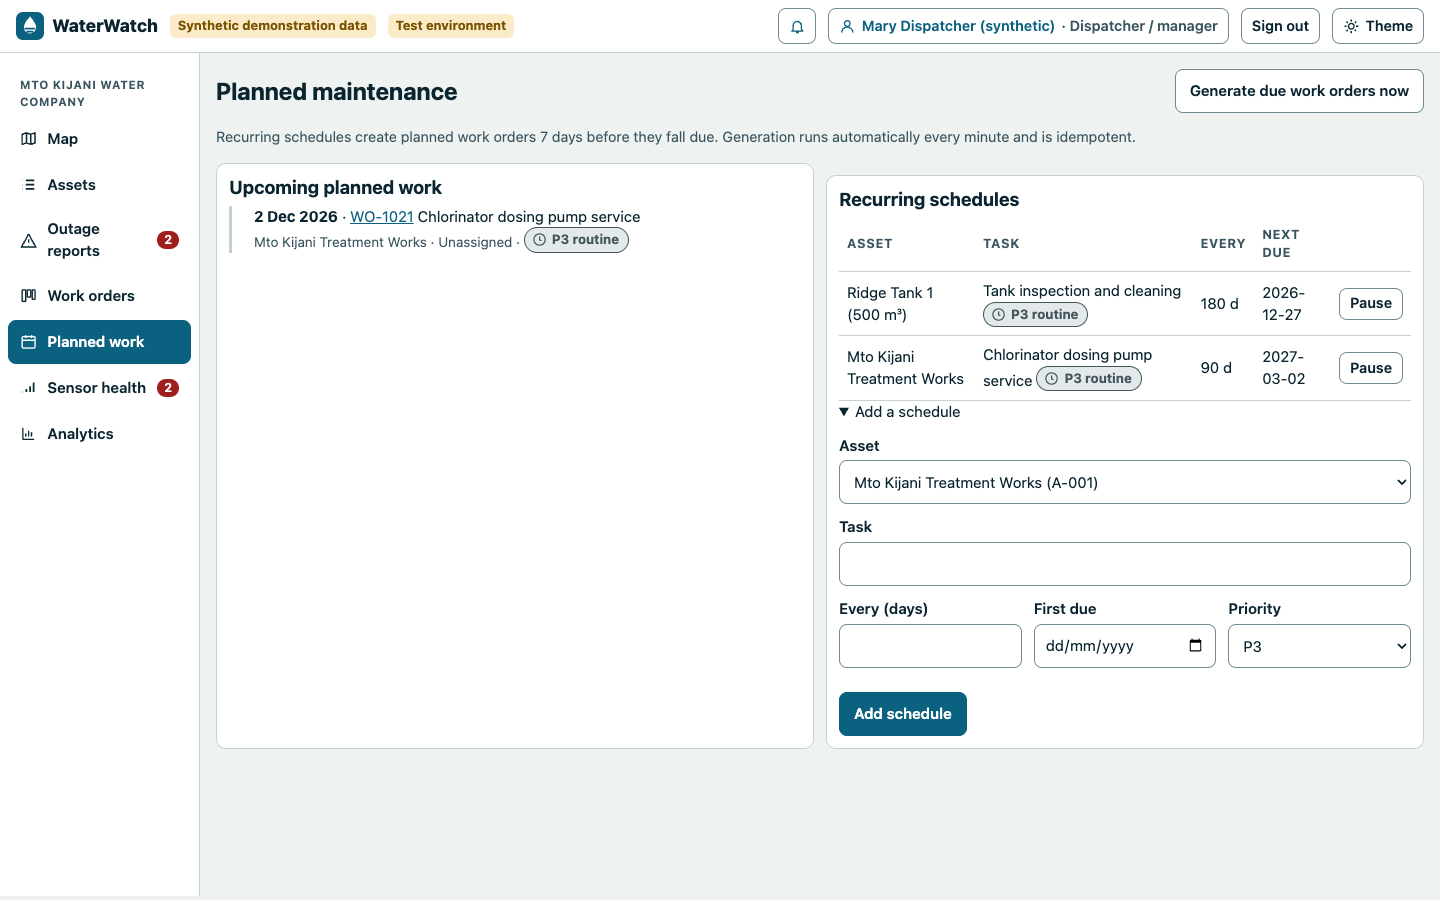 WaterWatch
Synthetic demonstration data
Test environment
Mary Dispatcher (synthetic) · Dispatcher / manager
Sign out
Theme
MTO KIJANI WATER
COMPANY
Map
Assets
Outage
reports
2
Work orders
Planned work
Sensor health
2
Analytics
Planned maintenance
Generate due work orders now
Recurring schedules create planned work orders 7 days before they fall due. Generation runs automatically every minute and is idempotent.
Upcoming planned work
2 Dec 2026 · WO-1021 Chlorinator dosing pump service
Mto Kijani Treatment Works · Unassigned · P3 routine
Recurring schedules
ASSET TASK EVERY NEXT
DUE
Ridge Tank 1
(500 m³)
Tank inspection and cleaning
P3 routine
180 d
2026-
12-27
Pause
Mto Kijani
Treatment Works
Chlorinator dosing pump
service P3 routine
90 d
2027-
03-02
Pause
▼ Add a schedule
Asset
Mto Kijani Treatment Works (A-001)
Task
Every (days)
First due
dd/mm/yyyy
Priority
P3
Add schedule